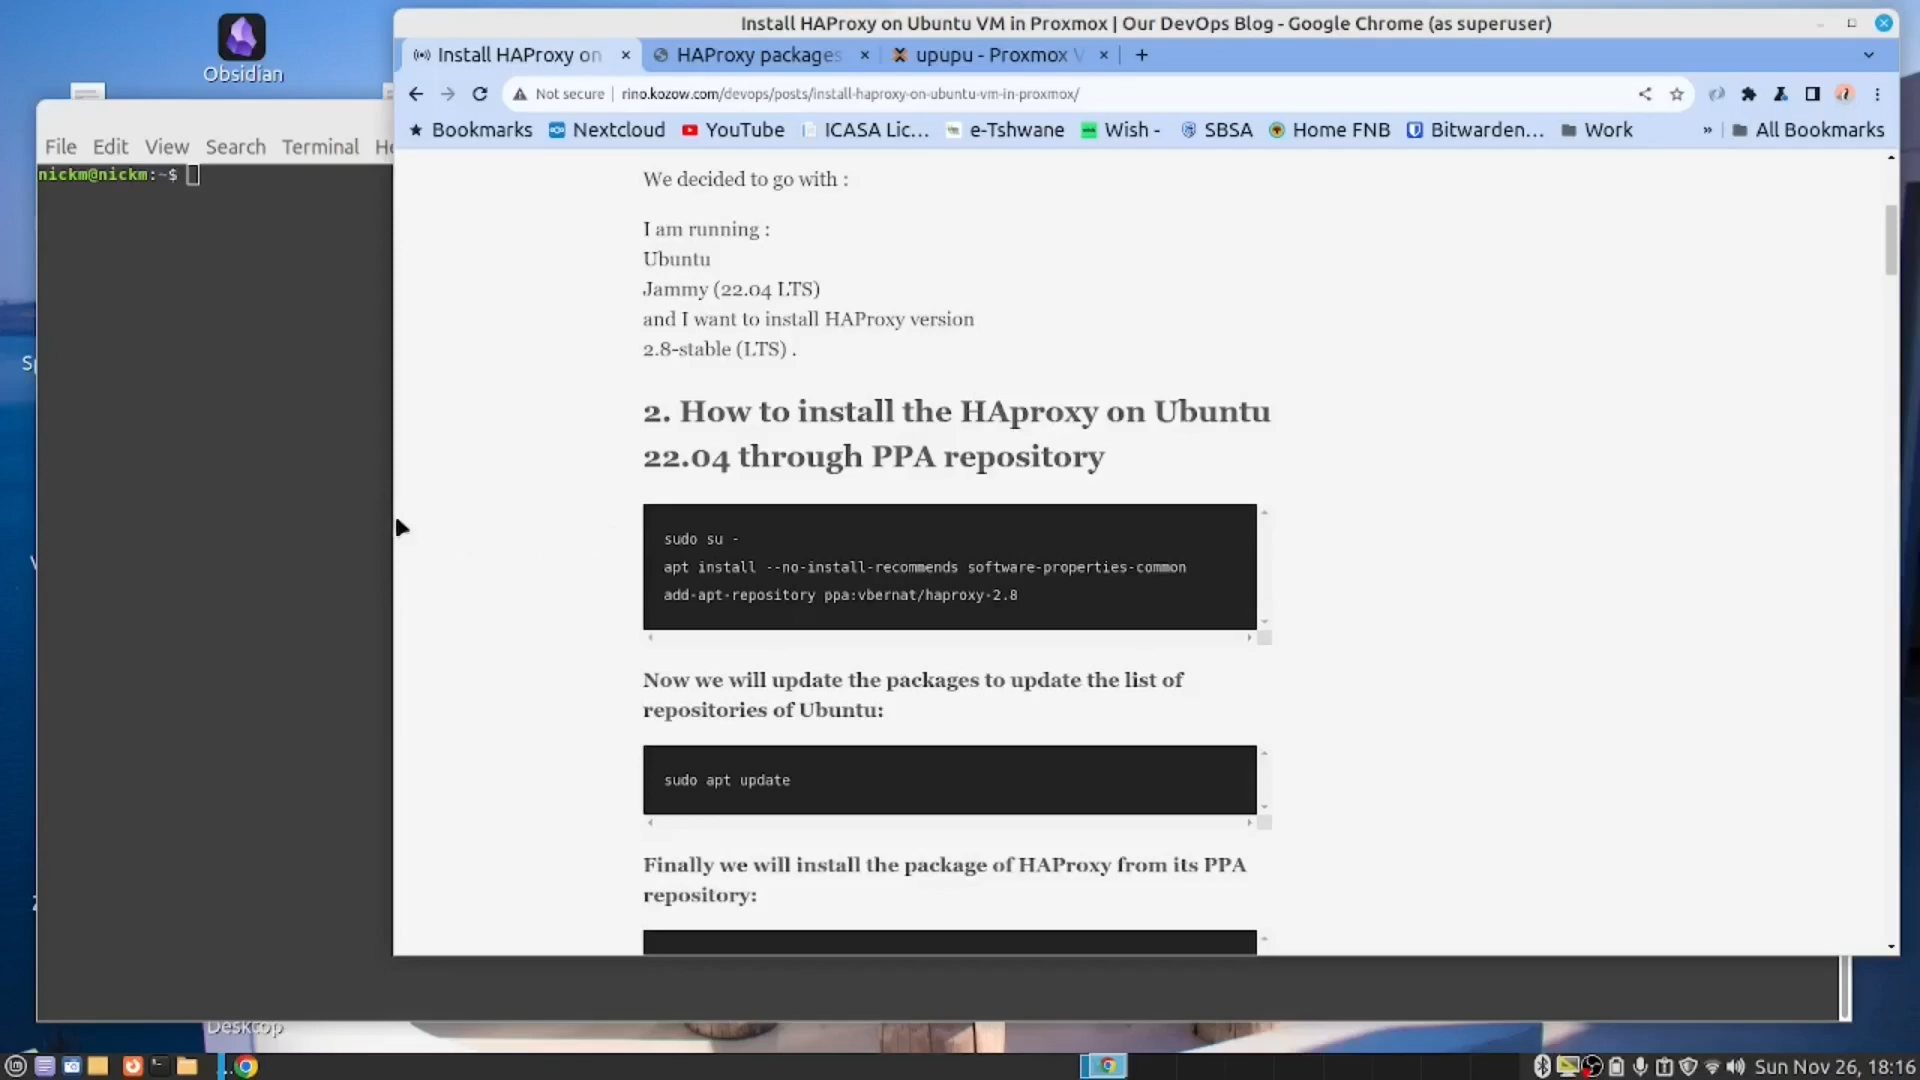 Obsidian
Install HAProxy on Ubuntu VM in Proxmox | Our DevOps Blog - Google Chrome (as superuser)
Install HAProxy on
HAProxy packages
upupu - Proxmox V
Not secure
rino.kozow.com/devops/posts/install-haproxy-on-ubuntu-vm-in-proxmox/
Bookmarks
Nextcloud
YouTube
ICASA Lic...
e-Tshwane
Wish -
SBSA
Home FNB
Bitwarden...
Work
»
All Bookmarks
File Edit View Search Terminal He
nickm@nickm:~$
We decided to go with :
I am running :
Ubuntu
Jammy (22.04 LTS)
and I want to install HAProxy version
2.8-stable (LTS) .
2. How to install the HAproxy on Ubuntu
22.04 through PPA repository
sudo su -
apt install --no-install-recommends software-properties-common
add-apt-repository ppa:vbernat/haproxy-2.8
Now we will update the packages to update the list of
repositories of Ubuntu:
sudo apt update
Finally we will install the package of HAProxy from its PPA
repository:
Desktop
Sun Nov 26, 18:16